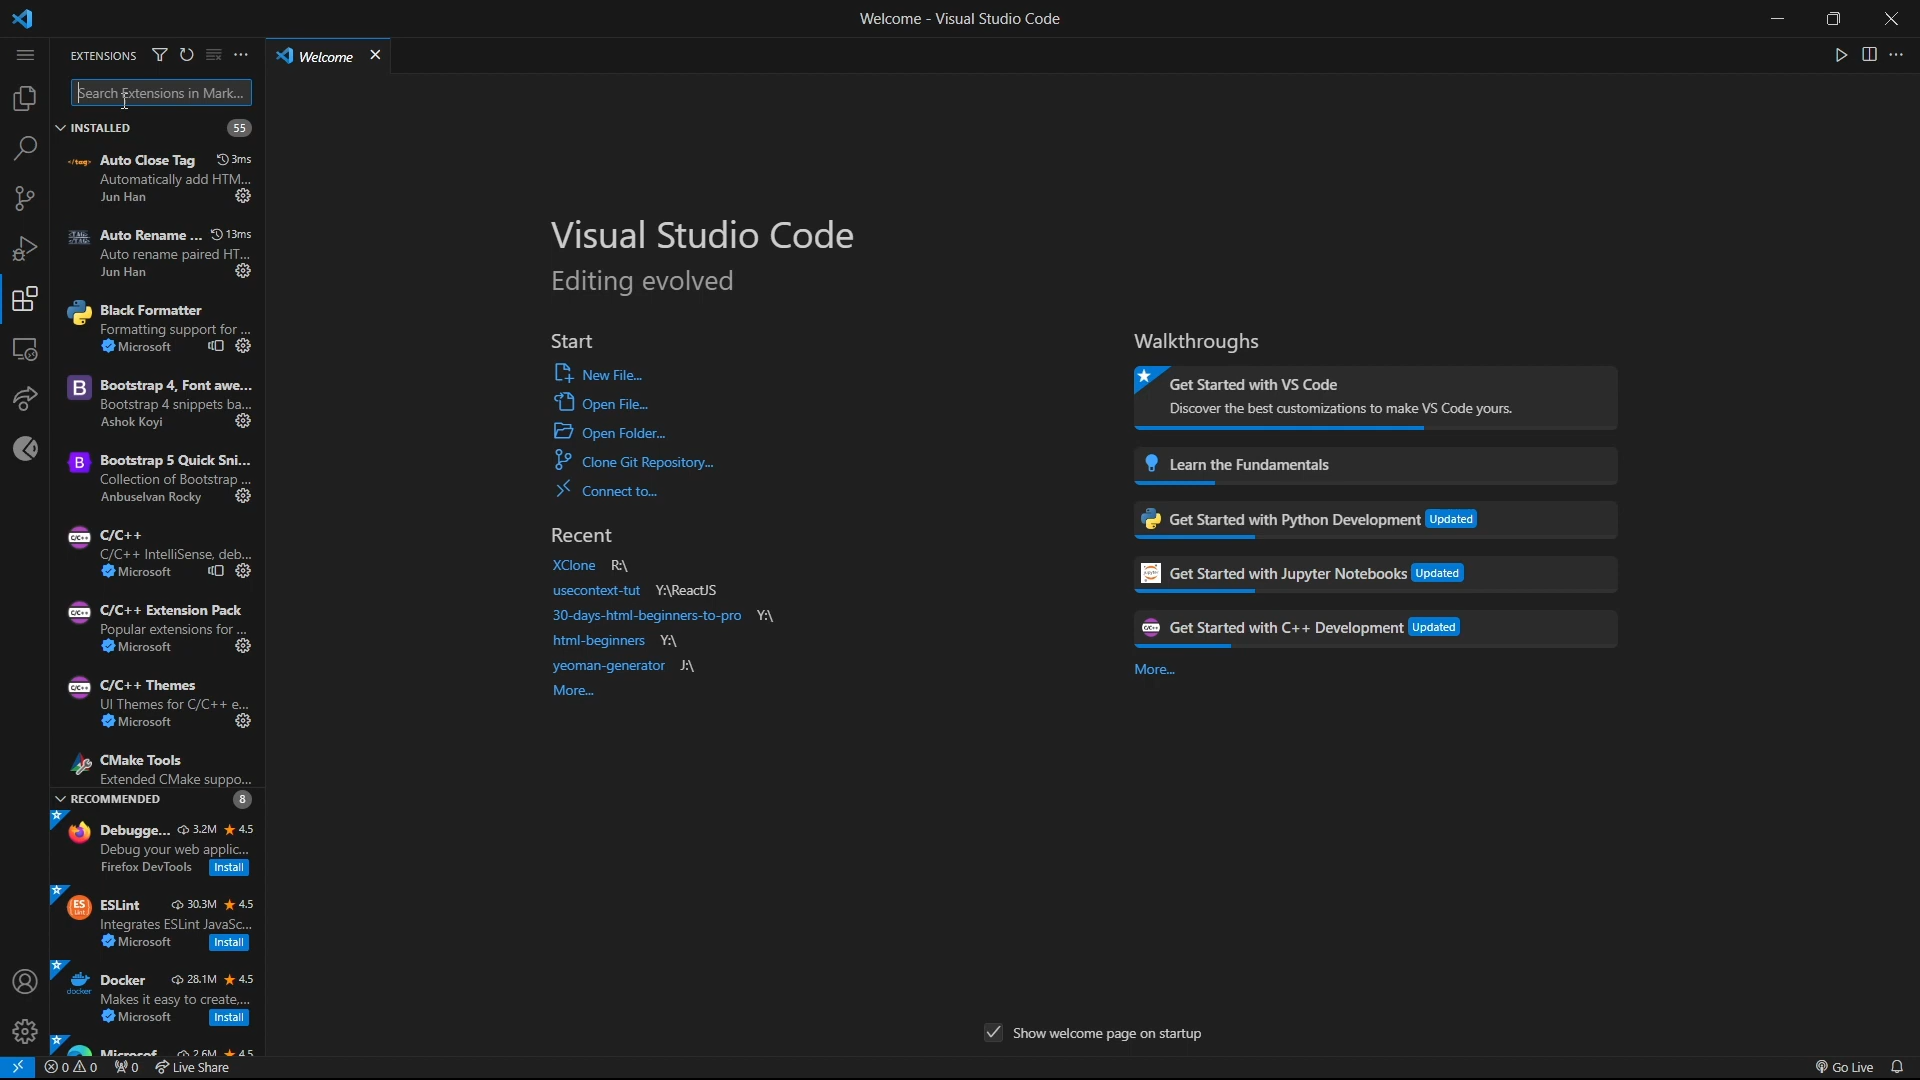 Welcome - Visual Studio Code
EXTENSIONS
Welcome
Search Extensions in Mark...
INSTALLED 55
Auto Close Tag 3ms
Automatically add HTM...
Jun Han
Auto Rename ... 13ms
Auto rename paired HT...
Jun Han
Black Formatter
Formatting support for ...
Microsoft
Bootstrap 4, Font awe...
Bootstrap 4 snippets ba...
Ashok Koyi
Bootstrap 5 Quick Sni...
Collection of Bootstrap ...
Anbuselvan Rocky
C/C++
C/C++ IntelliSense, deb...
Microsoft
C/C++ Extension Pack
Popular extensions for ...
Microsoft
C/C++ Themes
UI Themes for C/C++ e...
Microsoft
CMake Tools
Extended CMake suppo...
RECOMMENDED 8
Debugge... 3.2M 4.5
Debug your web applic...
Firefox DevTools Install
ESLint 30.3M 4.5
Integrates ESLint JavaSc...
Microsoft Install
Docker 28.1M 4.5
Makes it easy to create,...
Microsoft Install
Visual Studio Code
Editing evolved
Start
New File...
Open File...
Open Folder...
Clone Git Repository...
Connect to...
Recent
XClone R:\
usecontext-tut Y:\ReactJS
30-days-html-beginners-to-pro Y:\
html-beginners Y:\
yeoman-generator J:\
More...
Walkthroughs
Get Started with VS Code
Discover the best customizations to make VS Code yours.
Learn the Fundamentals
Get Started with Python Development Updated
Get Started with Jupyter Notebooks Updated
Get Started with C++ Development Updated
More...
Show welcome page on startup
0 0 0 Live Share
Go Live